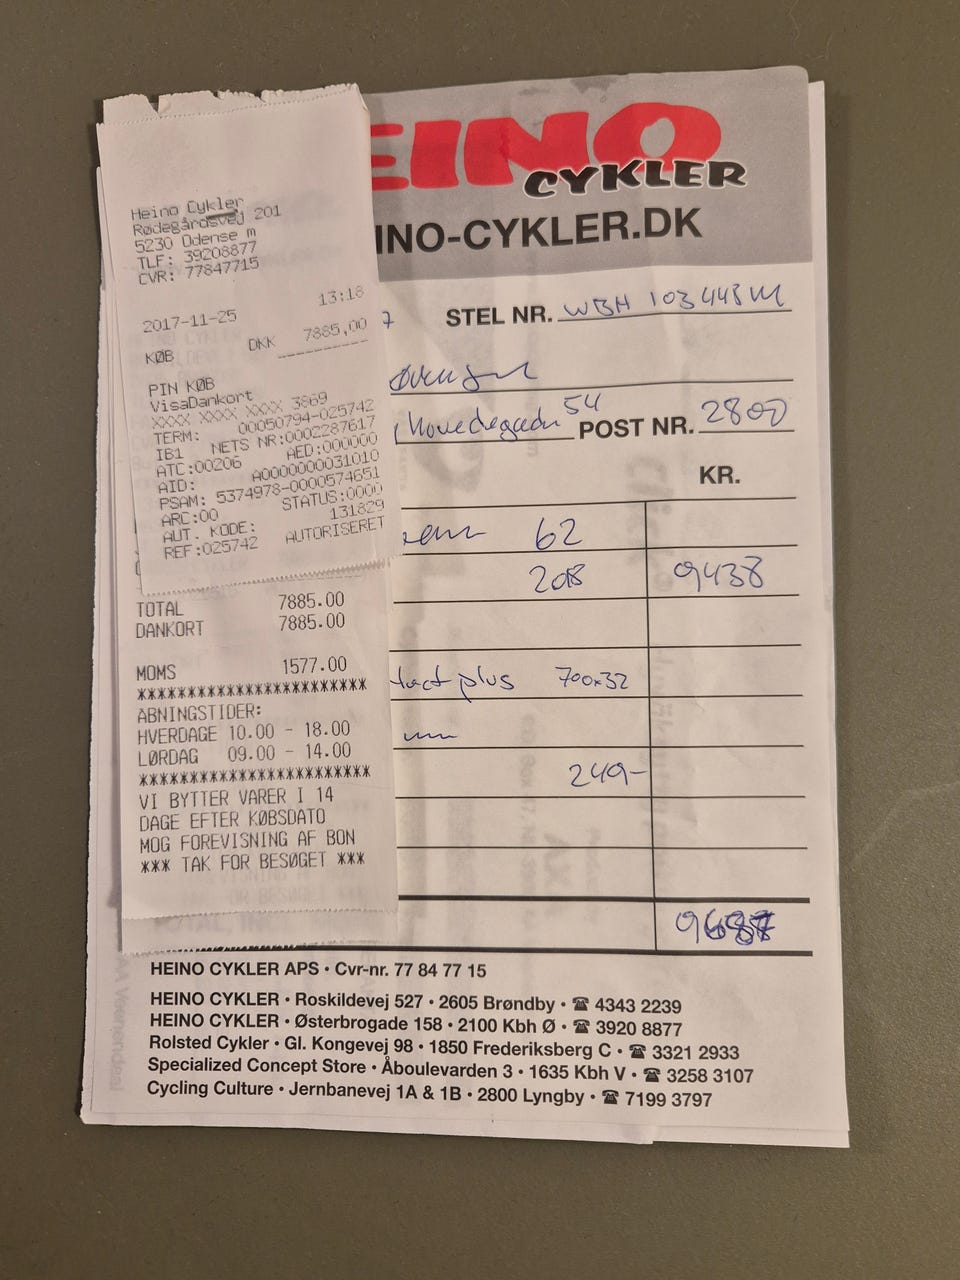 EINO
CYKLER
INO-CYKLER.DK
Heino Cykler
Rødegårdsvej 201
5230 Odense m
TLF: 39208877
CVR: 77847715
13:18
2017-11-25
KØB DKK 7885,00
PIN KØB
VisaDankort
XXXX XXXX XXXX 3869
TERM: 00050794-025742
IB1 NETS NR:0002287617
ATC:00206 AED:000000
AID: A0000000031010
PSAM: 5374978-0000574651
ARC:00 STATUS:0000
AUT. KODE: 131829
REF:025742 AUTORISERET
TOTAL 7885.00
DANKORT 7885.00
MOMS 1577.00
************************
ÅBNINGSTIDER:
HVERDAGE 10.00 - 18.00
LØRDAG 09.00 - 14.00
************************
VI BYTTER VARER I 14
DAGE EFTER KØBSDATO
MOG FOREVISNING AF BON
*** TAK FOR BESØGET ***
7 STEL NR. WBH 103448M
54 POST NR. 2800
KR.
62
2018 9438
tact plus 700x32
249-
HEINO CYKLER APS • Cvr-nr. 77 84 77 15
HEINO CYKLER • Roskildevej 527 • 2605 Brøndby • ☎ 4343 2239
HEINO CYKLER • Østerbrogade 158 • 2100 Kbh Ø • ☎ 3920 8877
Rolsted Cykler • Gl. Kongevej 98 • 1850 Frederiksberg C • ☎ 3321 2933
Specialized Concept Store • Åboulevarden 3 • 1635 Kbh V • ☎ 3258 3107
Cycling Culture • Jernbanevej 1A & 1B • 2800 Lyngby • ☎ 7199 3797